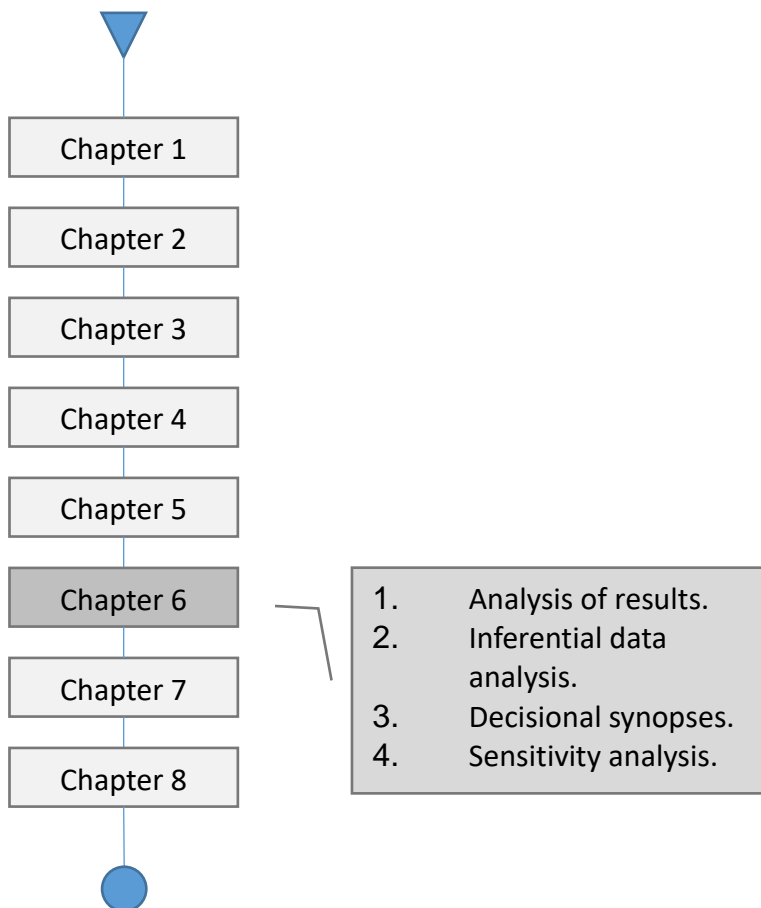 Chapter 1
Chapter 2
Chapter 3
Chapter 4
Chapter 5
Chapter 6
1. Analysis of results.
2. Inferential data
analysis.
3. Decisional synopses.
4. Sensitivity analysis.
Chapter 7
Chapter 8